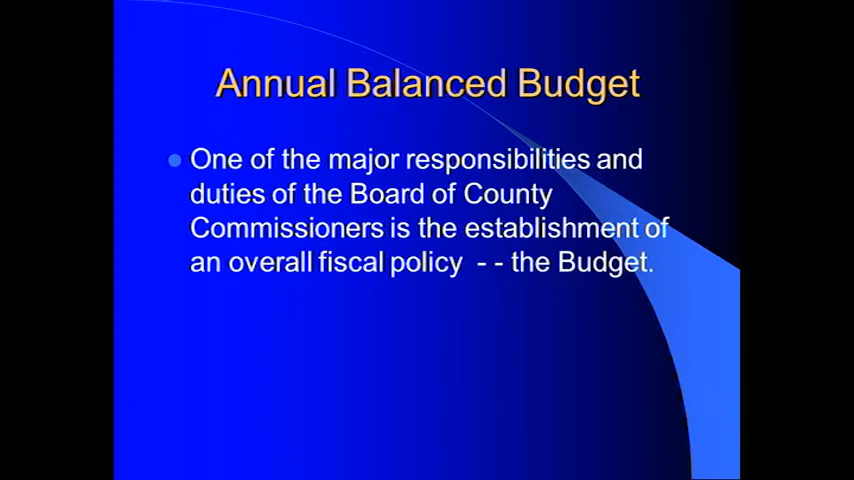 Annual Balanced Budget
One of the major responsibilities and
duties of the Board of County
Commissioners is the establishment of
an overall fiscal policy - - the Budget.